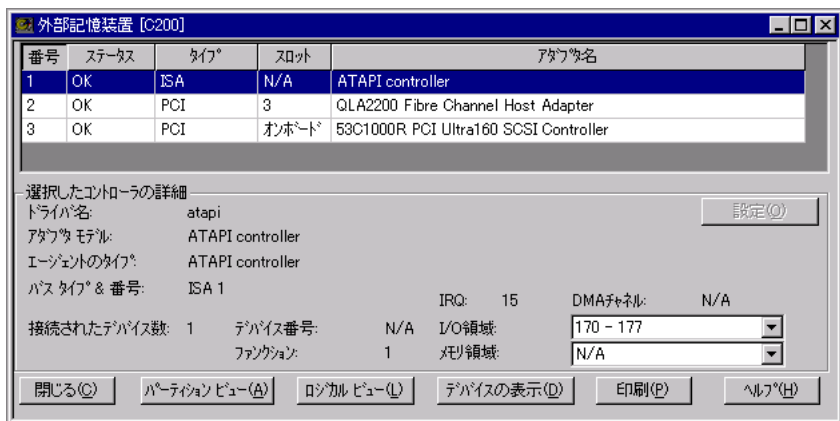 外部記憶装置 [C200]
番号 ステータス タイプ スロット アダプタ名
1 OK ISA N/A ATAPI controller
2 OK PCI 3 QLA2200 Fibre Channel Host Adapter
3 OK PCI オンボード 53C1000R PCI Ultra160 SCSI Controller
選択したコントローラの詳細
ドライバ名: atapi
設定(O)
アダプタ モデル: ATAPI controller
エージェントのタイプ: ATAPI controller
バス タイプ & 番号: ISA 1
IRQ: 15 DMAチャネル: N/A
接続されたデバイス数: 1 デバイス番号: N/A I/O領域: 170 - 177
ファンクション: 1 メモリ領域: N/A
閉じる(C) パーティション ビュー(A) ロジカル ビュー(L) デバイスの表示(D) 印刷(P) ヘルプ(H)